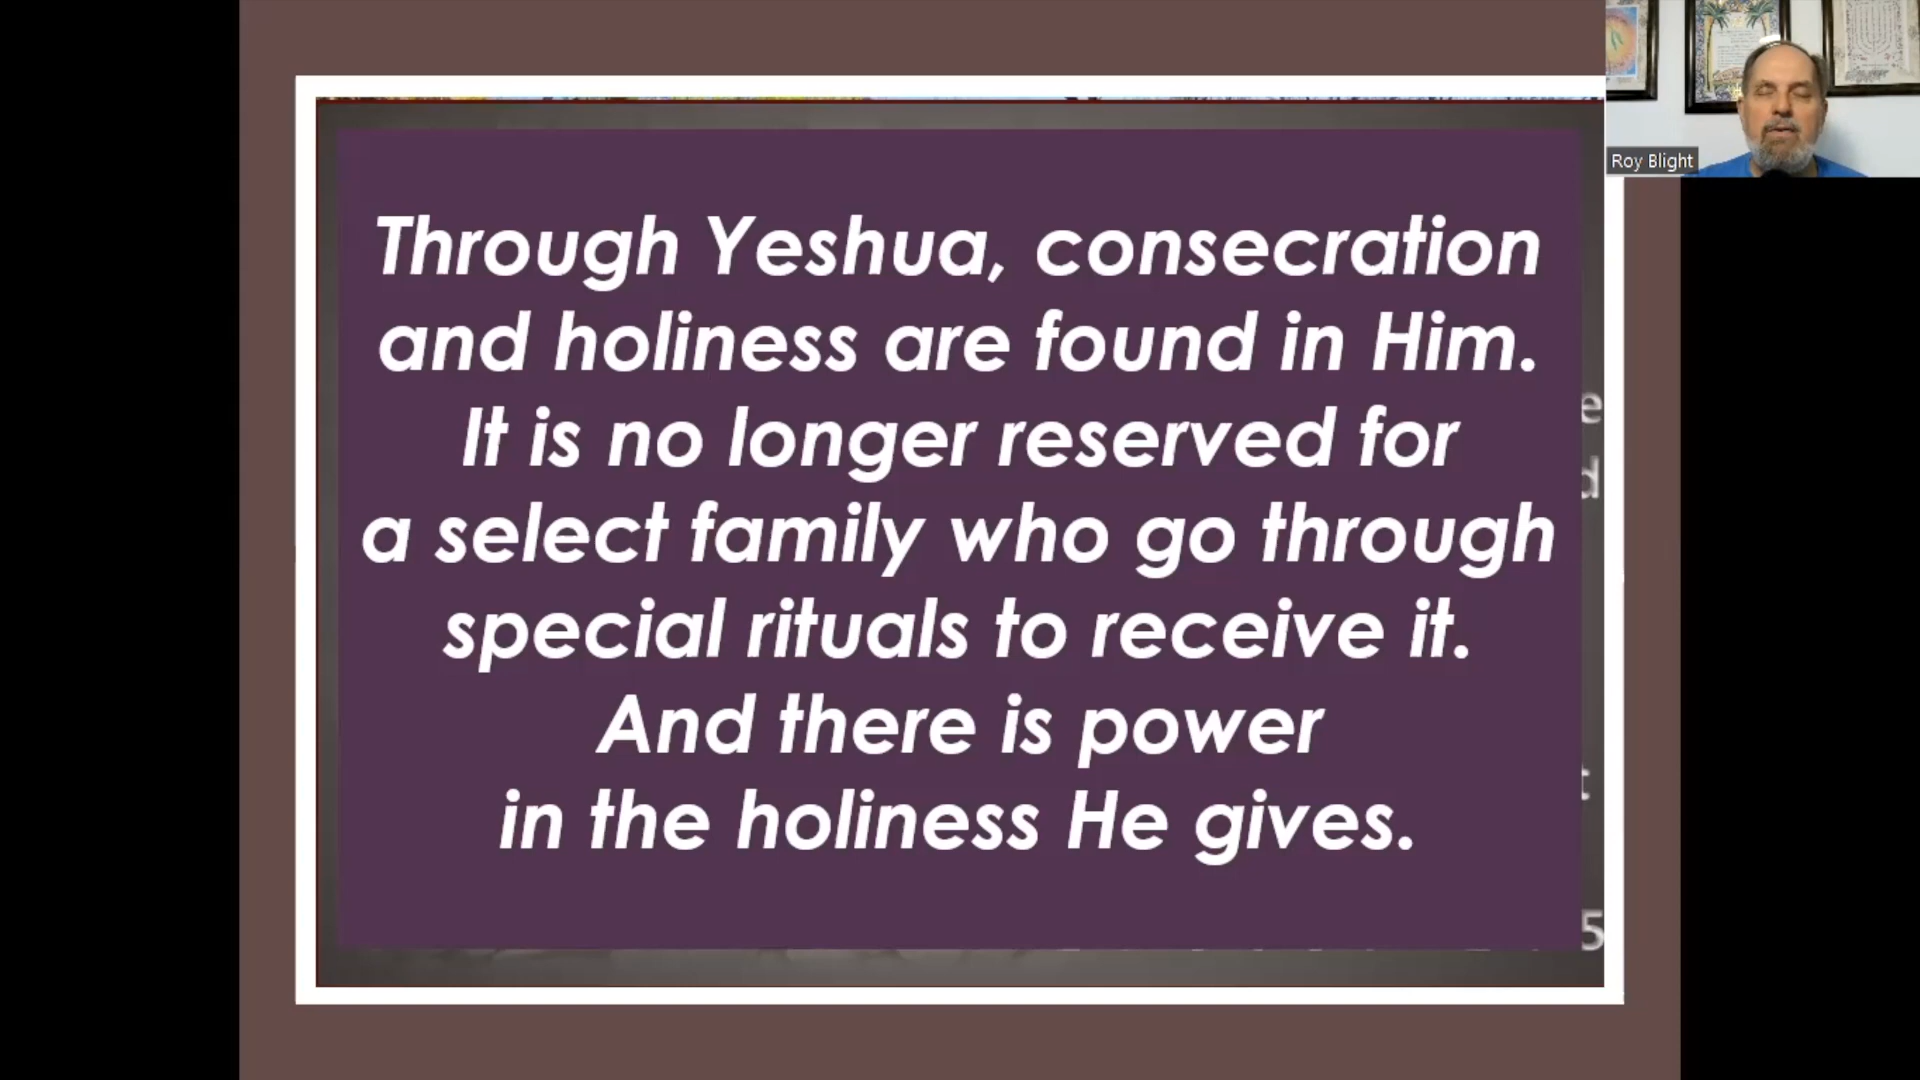 Through Yeshua, consecration
and holiness are found in Him.
It is no longer reserved for
a select family who go through
special rituals to receive it.
And there is power
in the holiness He gives.
Roy Blight
e
d
t
5